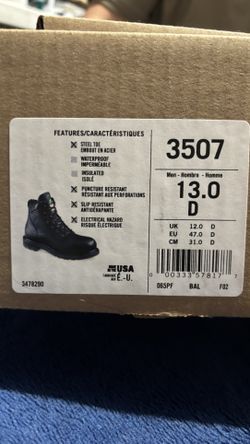 FEATURES/CARACTÉRISTIQUES
STEEL TOE
EMBOUT EN ACIER
WATERPROOF
IMPERMÉABLE
INSULATED
ISOLÉ
PUNCTURE RESISTANT
RÉSISTANT AUX PERFORATIONS
SLIP RESISTANT
ANTIDÉRAPANTE
ELECTRICAL HAZARD
RISQUE ÉLECTRIQUE
USA
É.-U.
3478290
3507
Men - Hombre - Homme
13.0
D
UK 12.0 D
EU 47.0 D
CM 31.0 D
0 00333 57817 7
065PF BAL F02